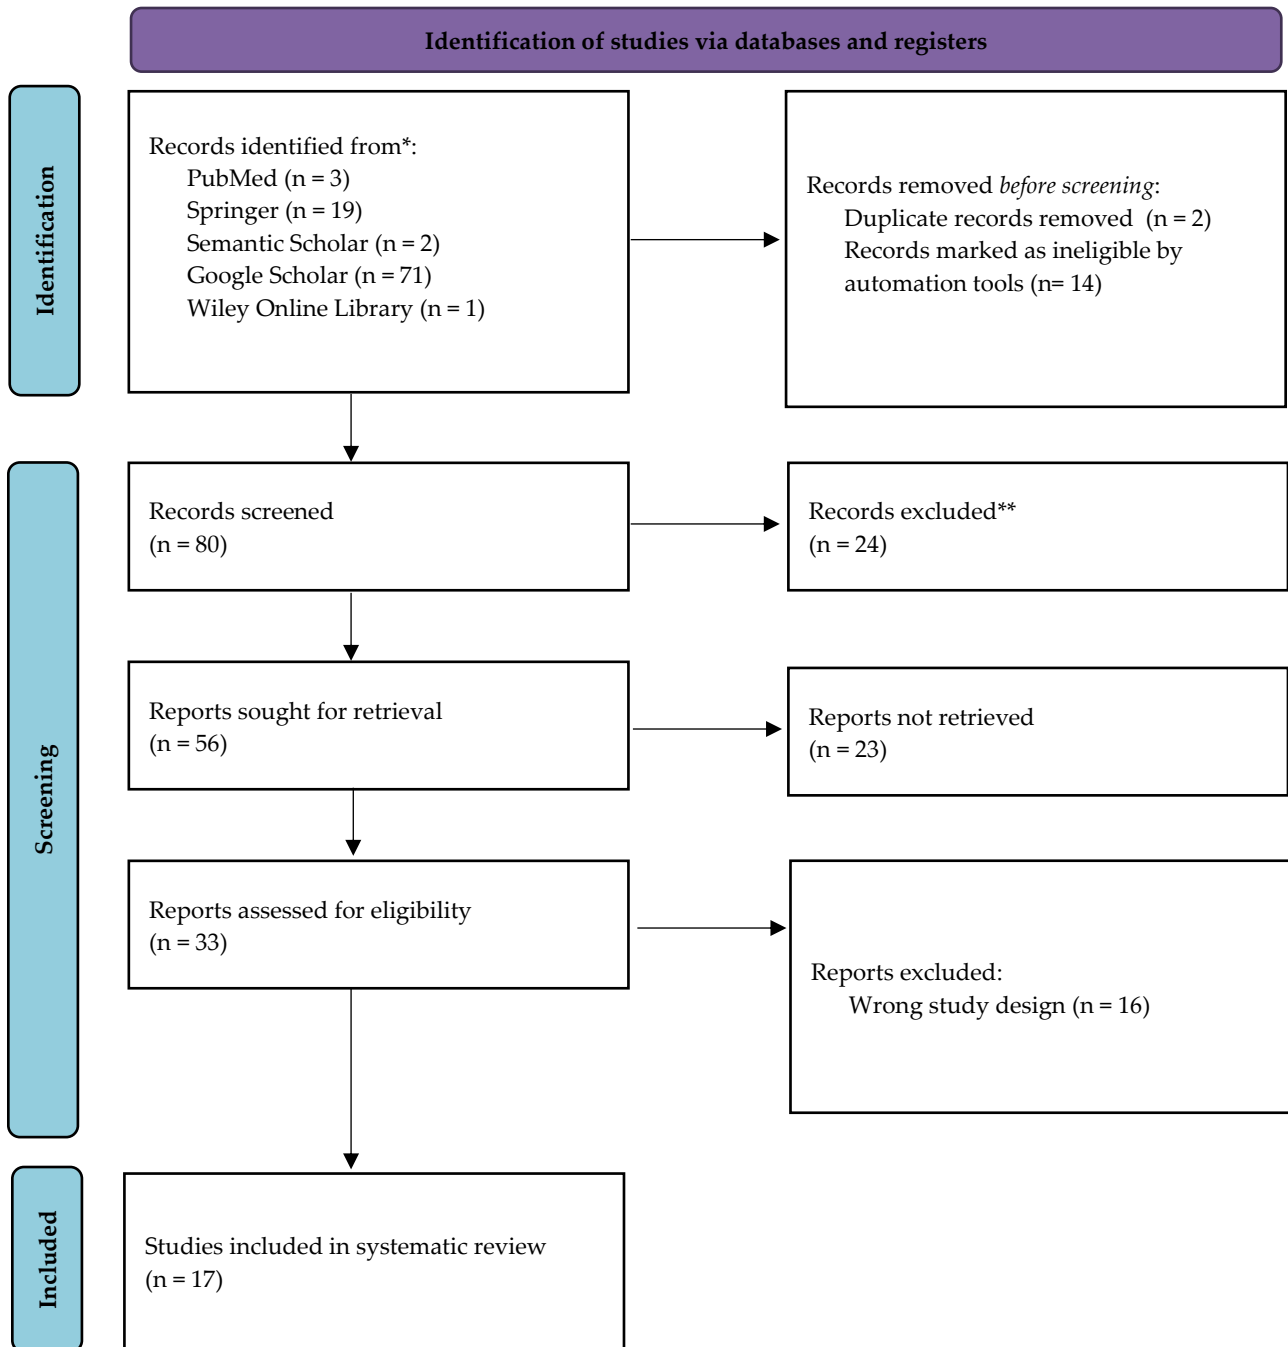 Identification of studies via databases and registers
Identification
Records identified from*:
PubMed (n = 3)
Springer (n = 19)
Semantic Scholar (n = 2)
Google Scholar (n = 71)
Wiley Online Library (n = 1)
Records removed before screening:
Duplicate records removed  (n = 2)
Records marked as ineligible by
automation tools (n= 14)
Screening
Records screened
(n = 80)
Records excluded**
(n = 24)
Reports sought for retrieval
(n = 56)
Reports not retrieved
(n = 23)
Reports assessed for eligibility
(n = 33)
Reports excluded:
Wrong study design (n = 16)
Included
Studies included in systematic review
(n = 17)